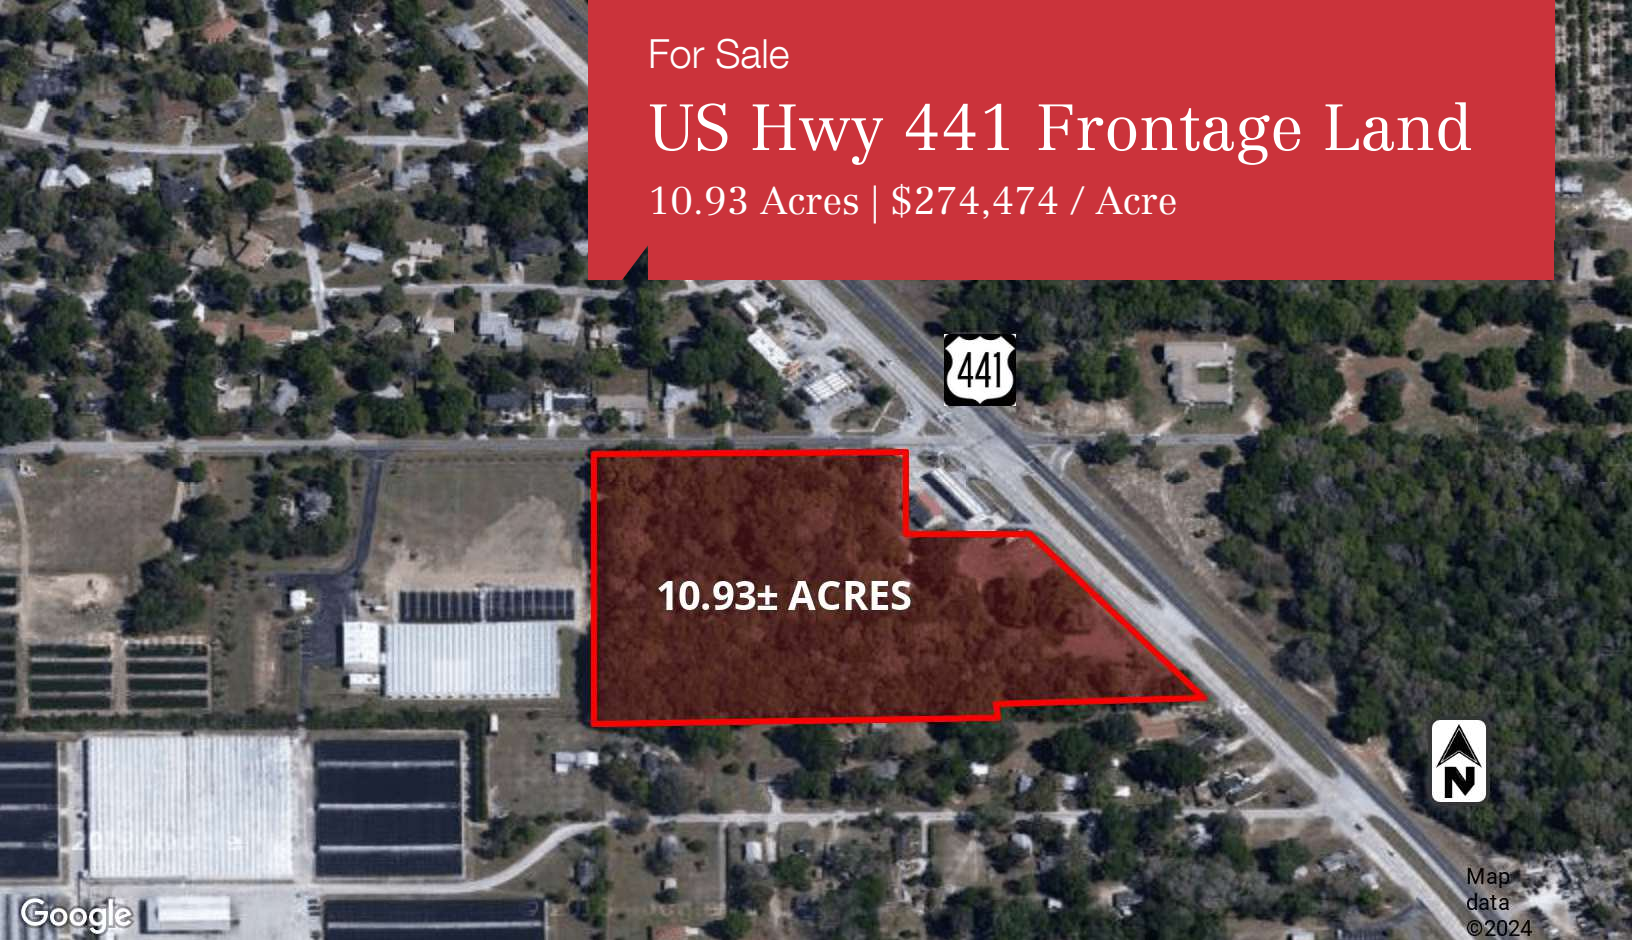 For Sale
US Hwy 441 Frontage Land
10.93 Acres | $274,474 / Acre
441
10.93± ACRES
N
Google
Map
data
©2024